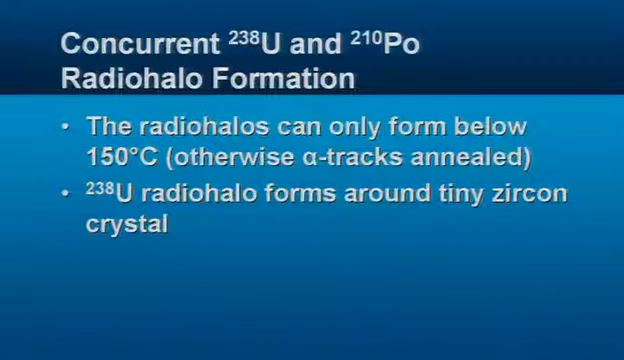 Concurrent ²³⁸U and ²¹⁰Po
Radiohalo Formation
• The radiohalos can only form below
150°C (otherwise α-tracks annealed)
• ²³⁸U radiohalo forms around tiny zircon
crystal